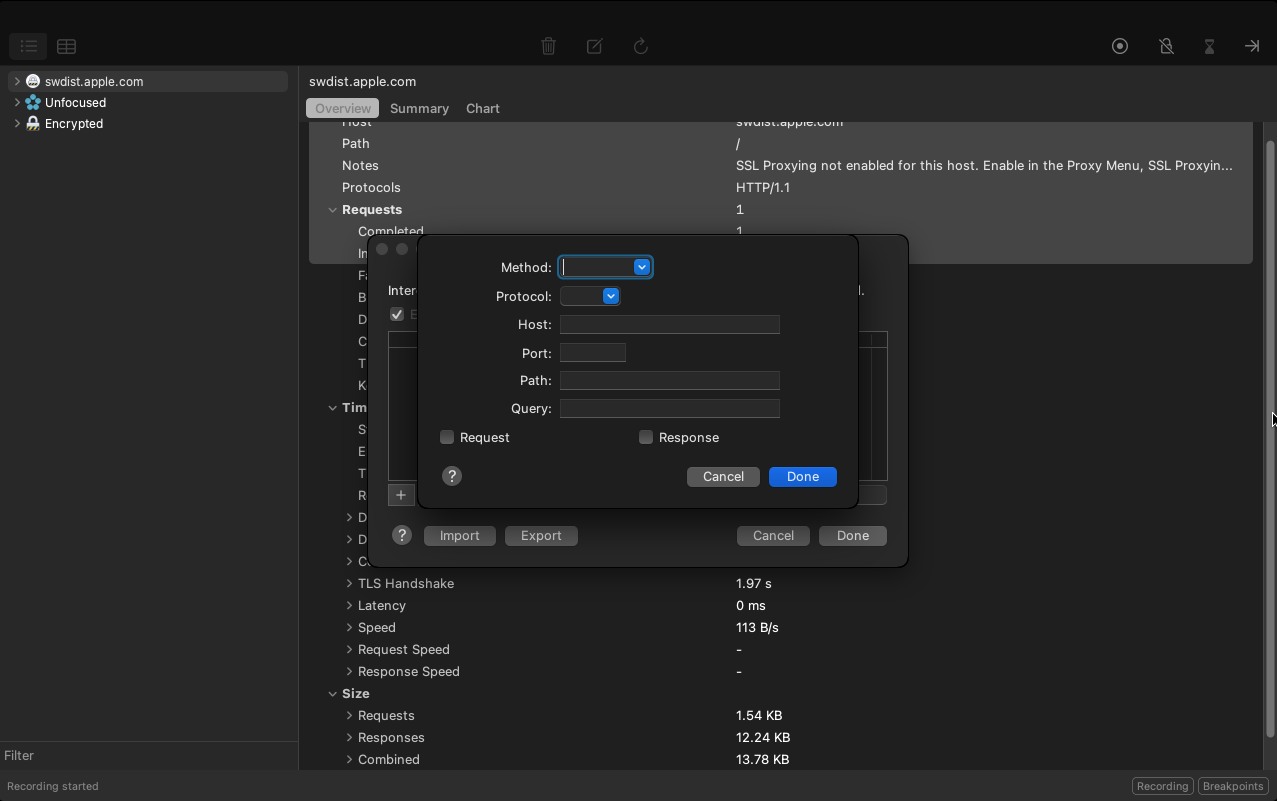 swdist.apple.com
Unfocused
Encrypted
Filter
swdist.apple.com
Overview Summary Chart
Host swdist.apple.com
Path /
Notes SSL Proxying not enabled for this host. Enable in the Proxy Menu, SSL Proxyin...
Protocols HTTP/1.1
Requests 1
Completed 1
Method:
Protocol:
Host:
Port:
Path:
Query:
Request Response
? Cancel Done
+
? Import Export Cancel Done
TLS Handshake 1.97 s
Latency 0 ms
Speed 113 B/s
Request Speed -
Response Speed -
Size
Requests 1.54 KB
Responses 12.24 KB
Combined 13.78 KB
Recording started Recording Breakpoints